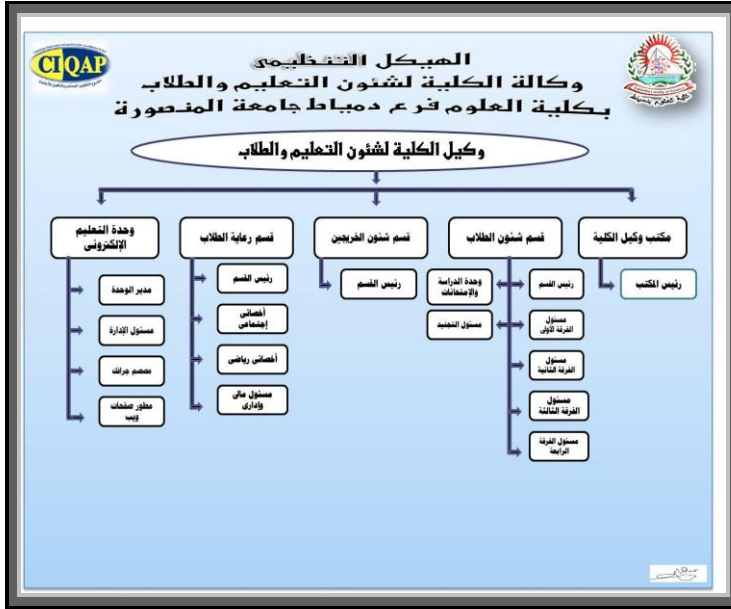 الهيكل التنظيمى
وكالة الكلية لشئون التعليم والطلاب
بكلية العلوم فرع دمياط جامعة المنصورة
CIQAP
وكيل الكلية لشئون التعليم والطلاب
مكتب وكيل الكلية
رئيس المكتب
قسم شئون الطلاب
رئيس القسم
مسئول
الفرقة الأولى
مسئول
الفرقة الثانية
مسئول
الفرقة الثالثة
مسئول الفرقة
الرابعة
وحدة الدراسة
والإمتحانات
مسئول التجنيد
قسم شئون الخريجين
رئيس القسم
قسم رعاية الطلاب
رئيس القسم
أخصائى
إجتماعى
أخصائى رياضى
مسئول مالى
وإدارى
وحدة التعليم
الإلكترونى
مدير الوحدة
مسئول الإدارة
مصمم جرافك
مطور صفحات
ويب